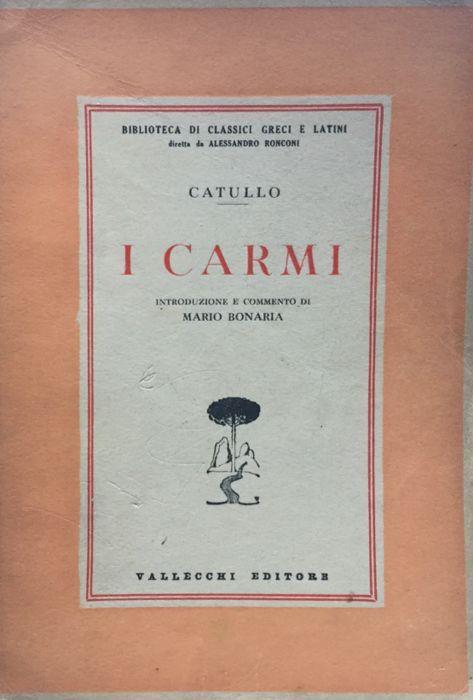 BIBLIOTECA DI CLASSICI GRECI E LATINI
diretta da ALESSANDRO RONCONI
CATULLO
I CARMI
INTRODUZIONE E COMMENTO DI
MARIO BONARIA
VALLECCHI EDITORE